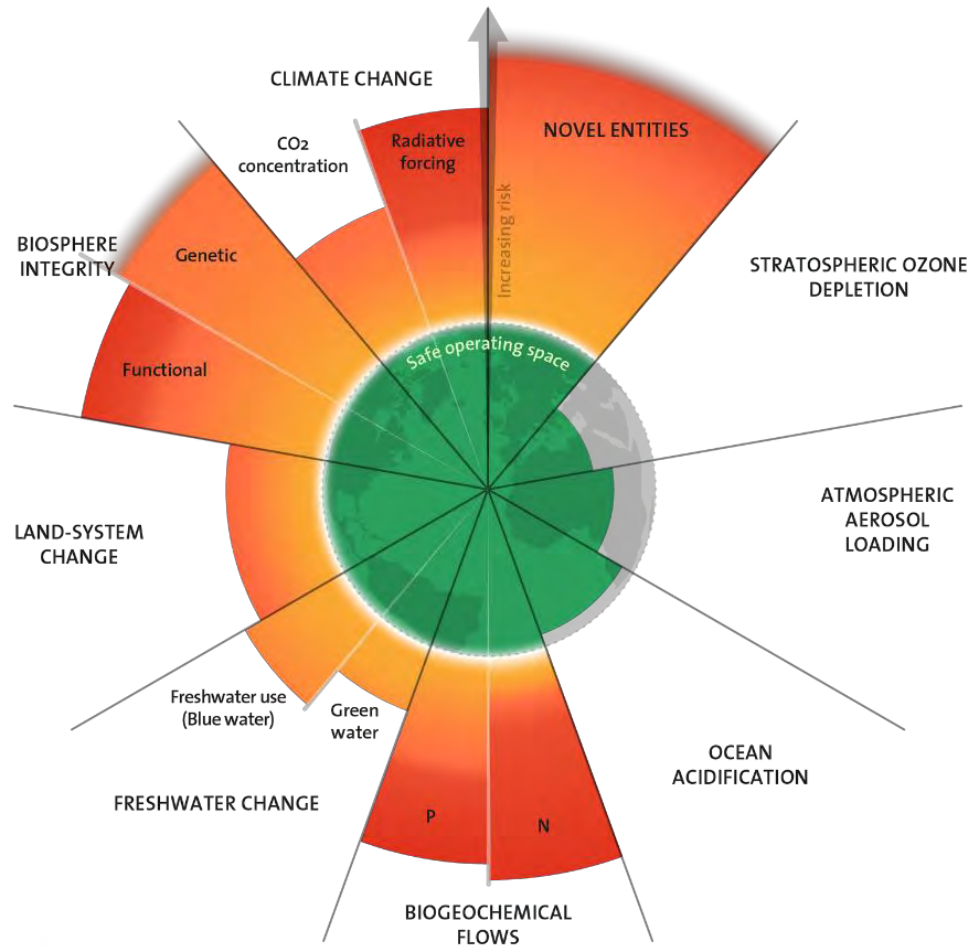 CLIMATE CHANGE
CO2
concentration
Radiative
forcing
NOVEL ENTITIES
Increasing risk
STRATOSPHERIC OZONE
DEPLETION
BIOSPHERE
INTEGRITY
Genetic
Functional
Safe operating space
ATMOSPHERIC
AEROSOL
LOADING
LAND-SYSTEM
CHANGE
Freshwater use
(Blue water)
Green
water
OCEAN
ACIDIFICATION
FRESHWATER CHANGE
P
N
BIOGEOCHEMICAL
FLOWS